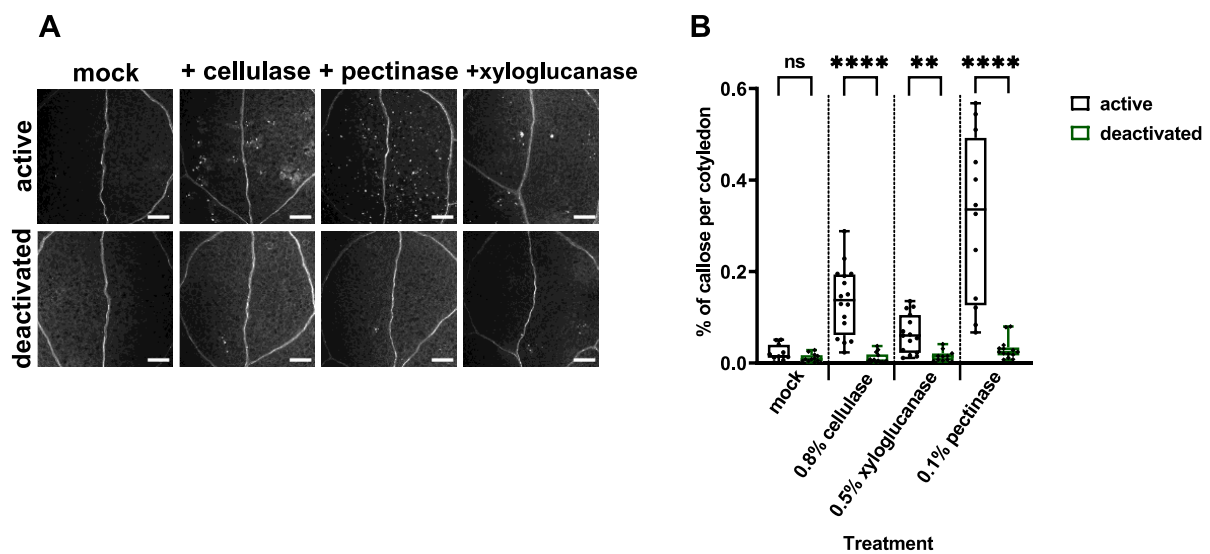 A
mock
+ cellulase
+ pectinase
+xyloglucanase
active
deactivated
B
ns
****
**
****
0.6
0.4
0.2
0.0
% of callose per cotyledon
mock
0.8% cellulase
0.5% xyloglucanase
0.1% pectinase
Treatment
active
deactivated